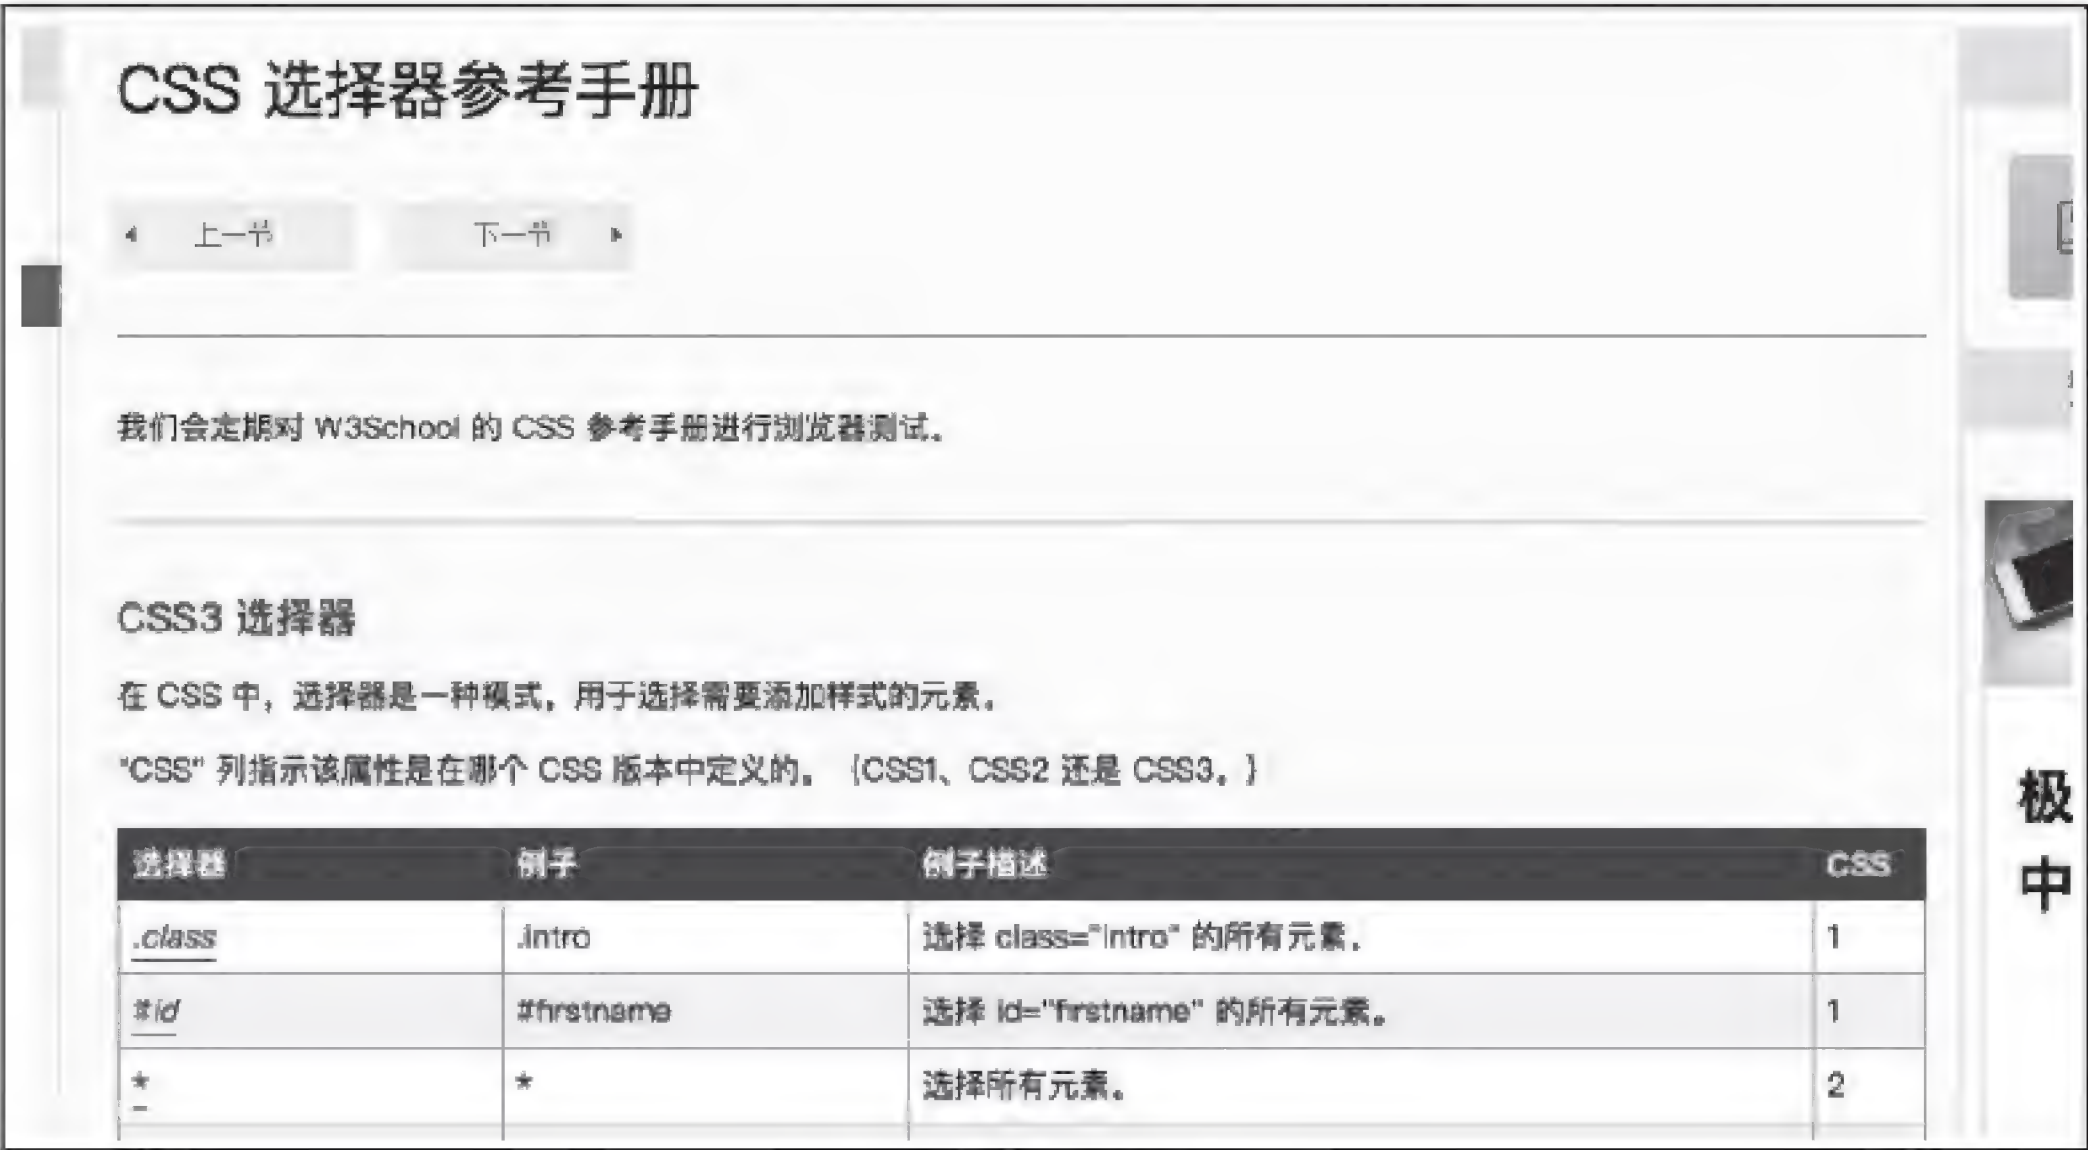 CSS 选择器参考手册
上一节 下一节
我们会定期对 W3School 的 CSS 参考手册进行浏览器测试。
CSS3 选择器
在 CSS 中，选择器是一种模式，用于选择需要添加样式的元素。
"CSS" 列指示该属性是在哪个 CSS 版本中定义的。（CSS1、CSS2 还是 CSS3。）
选择器 例子 例子描述 CSS
.class .intro 选择 class="intro" 的所有元素。 1
#id #firstname 选择 id="firstname" 的所有元素。 1
* * 选择所有元素。 2
极
中